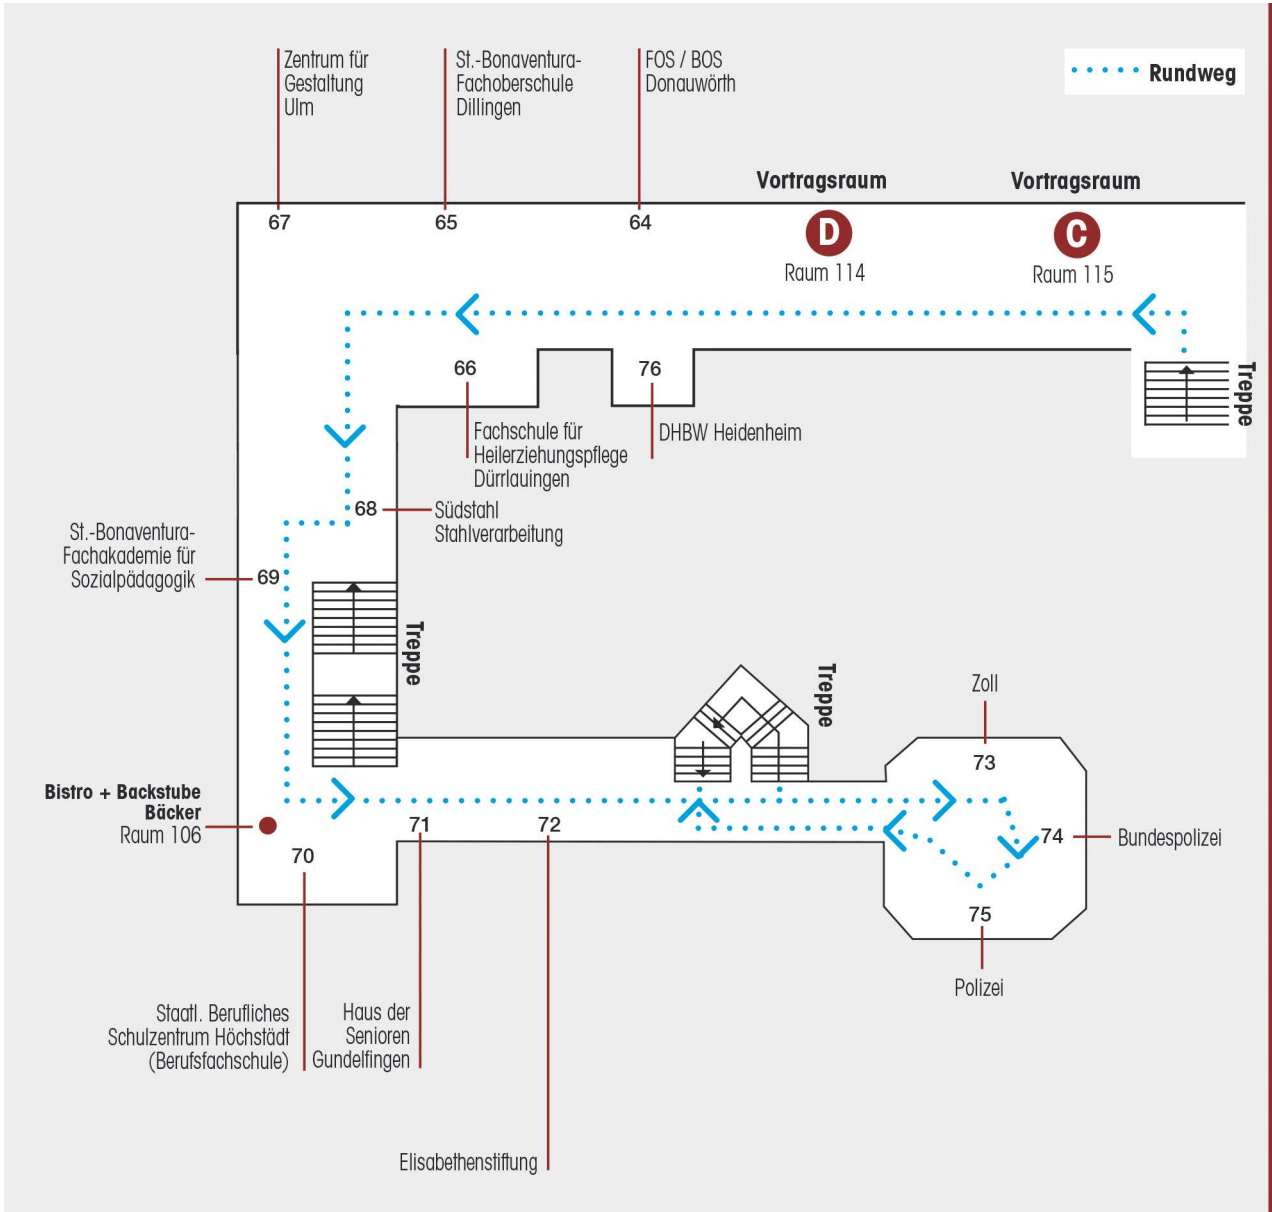 Zentrum für
Gestaltung
Ulm
St.-Bonaventura-
Fachoberschule
Dillingen
FOS / BOS
Donauwörth
Rundweg
Vortragsraum
D
Raum 114
Vortragsraum
C
Raum 115
67
65
64
66
76
Treppe
Fachschule für
Heilerziehungspflege
Dürrlauingen
DHBW Heidenheim
68
Südstahl
Stahlverarbeitung
St.-Bonaventura-
Fachakademie für
Sozialpädagogik
69
Treppe
Treppe
Zoll
73
Bistro + Backstube
Bäcker
Raum 106
70
71
72
74
Bundespolizei
75
Polizei
Staatl. Berufliches
Schulzentrum Höchstädt
(Berufsfachschule)
Haus der
Senioren
Gundelfingen
Elisabethenstiftung